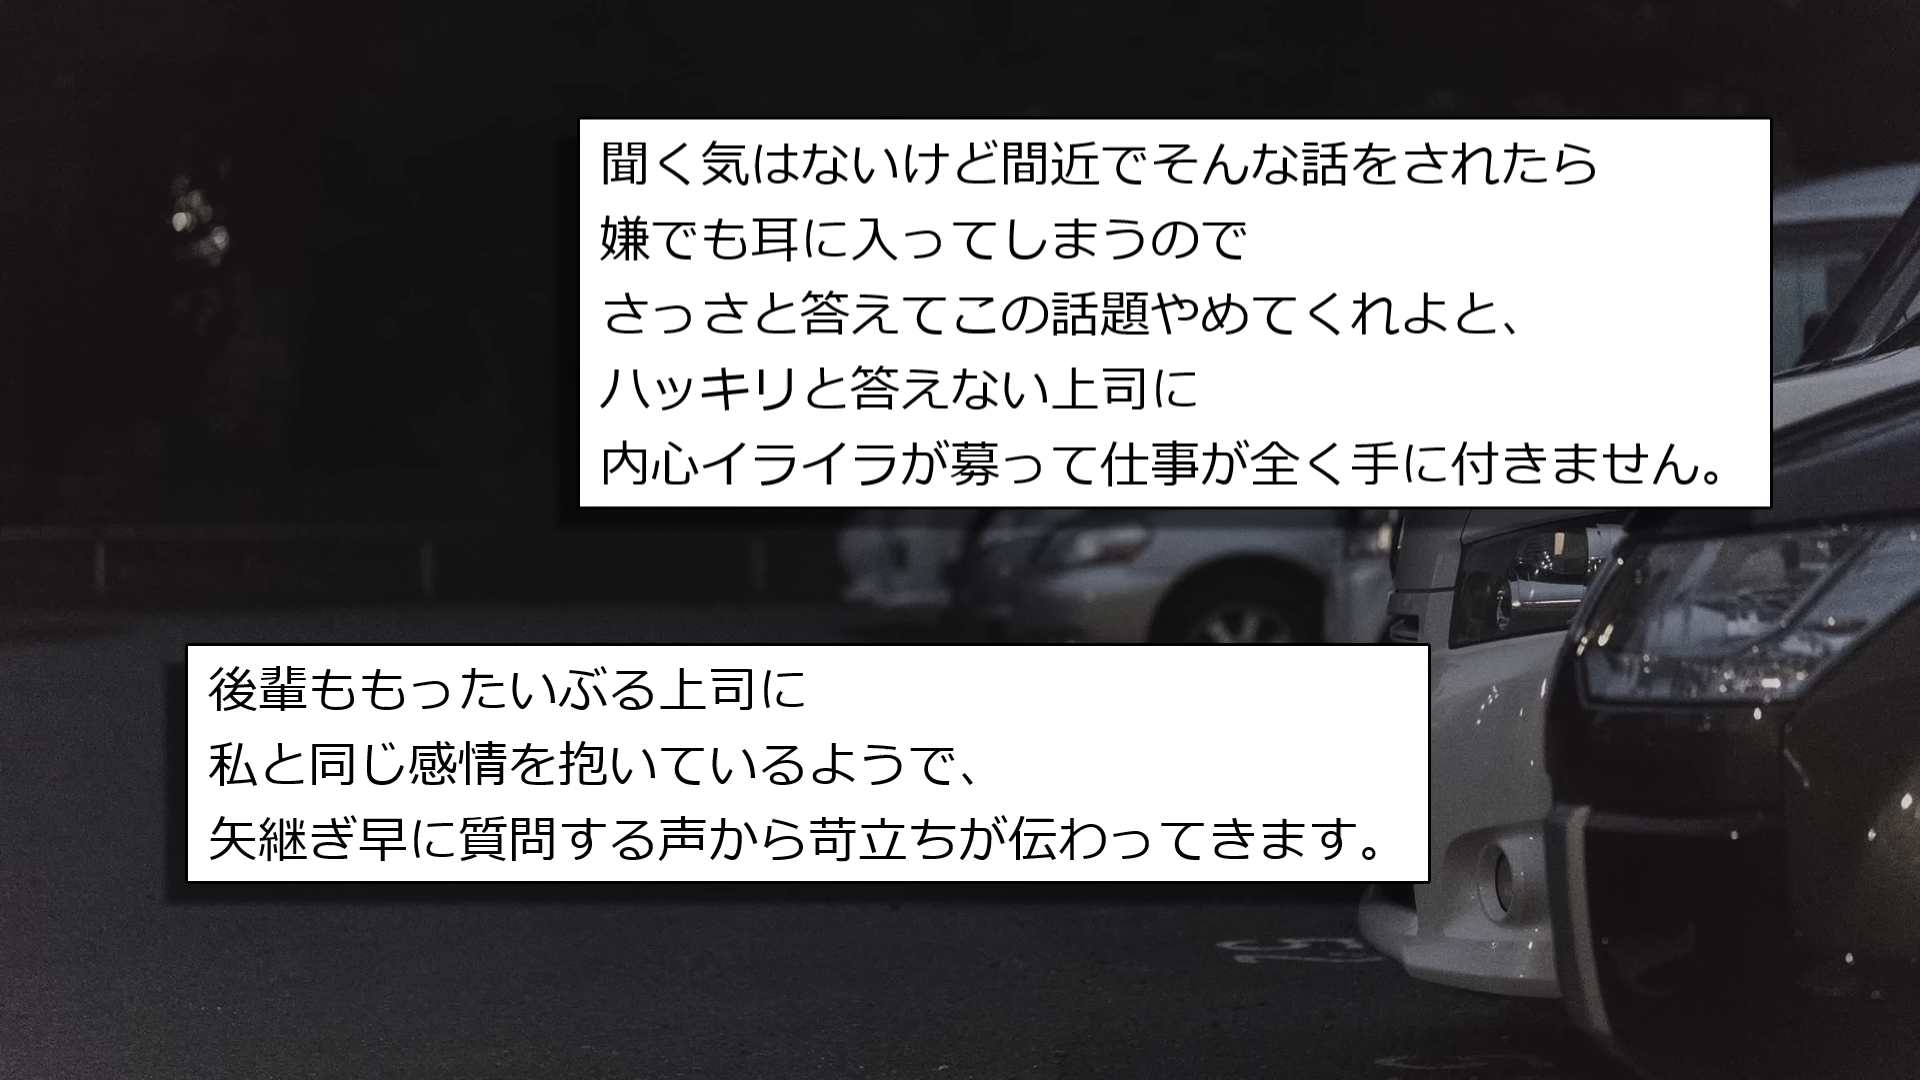 聞く気はないけど間近でそんな話をされたら
嫌でも耳に入ってしまうので
さっさと答えてこの話題やめてくれよと、
ハッキリと答えない上司に
内心イライラが募って仕事が全く手に付きません。
後輩ももったいぶる上司に
私と同じ感情を抱いているようで、
矢継ぎ早に質問する声から苛立ちが伝わってきます。